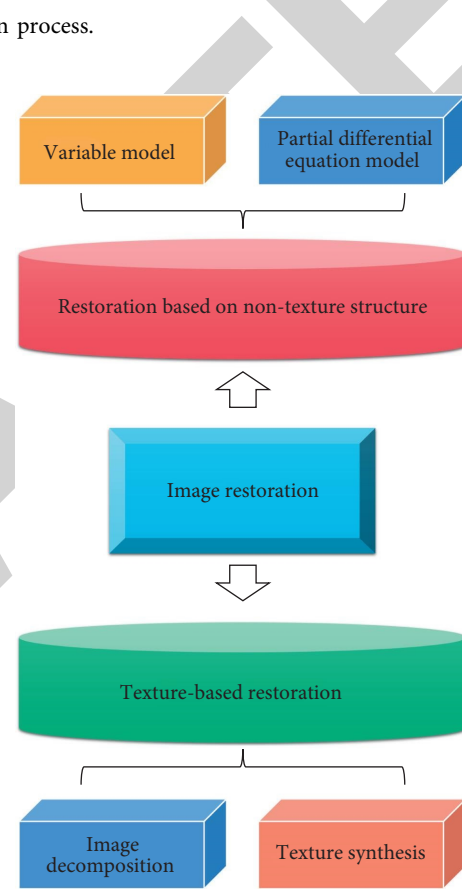 n process.
Variable model
Partial differential
equation model
Restoration based on non-texture structure
Image restoration
Texture-based restoration
Image
decomposition
Texture synthesis